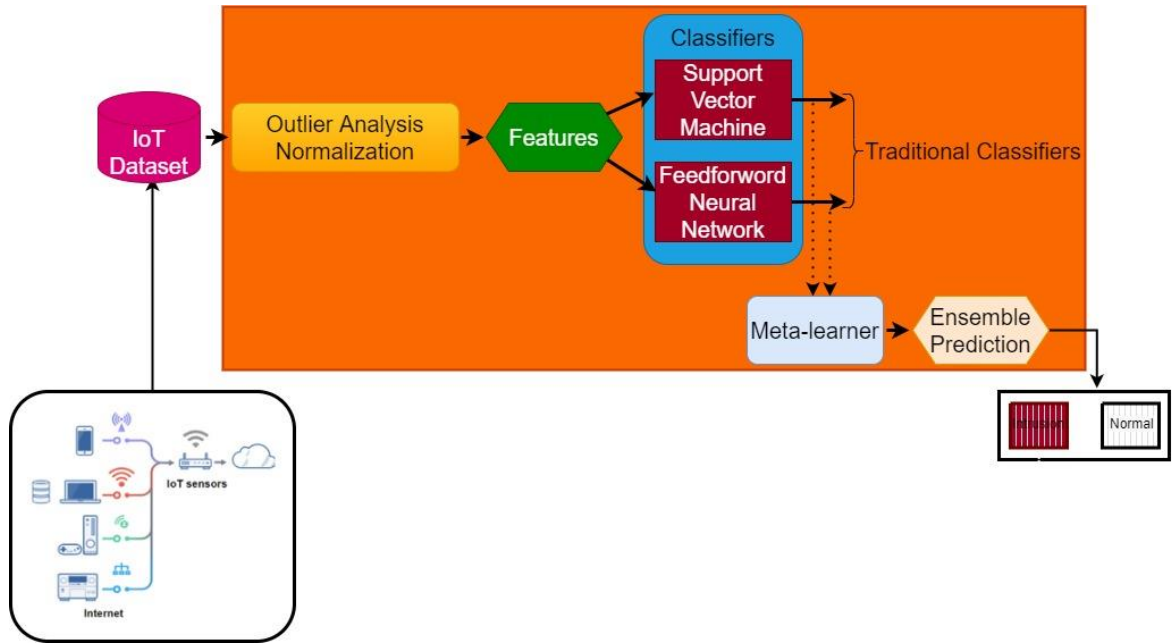 Classifiers
Support
Vector
Machine
IoT
Dataset
Outlier Analysis
Normalization
Features
Traditional Classifiers
Feedforword
Neural
Network
Meta-learner
Ensemble
Prediction
Intrusion
Normal
IoT sensors
Internet